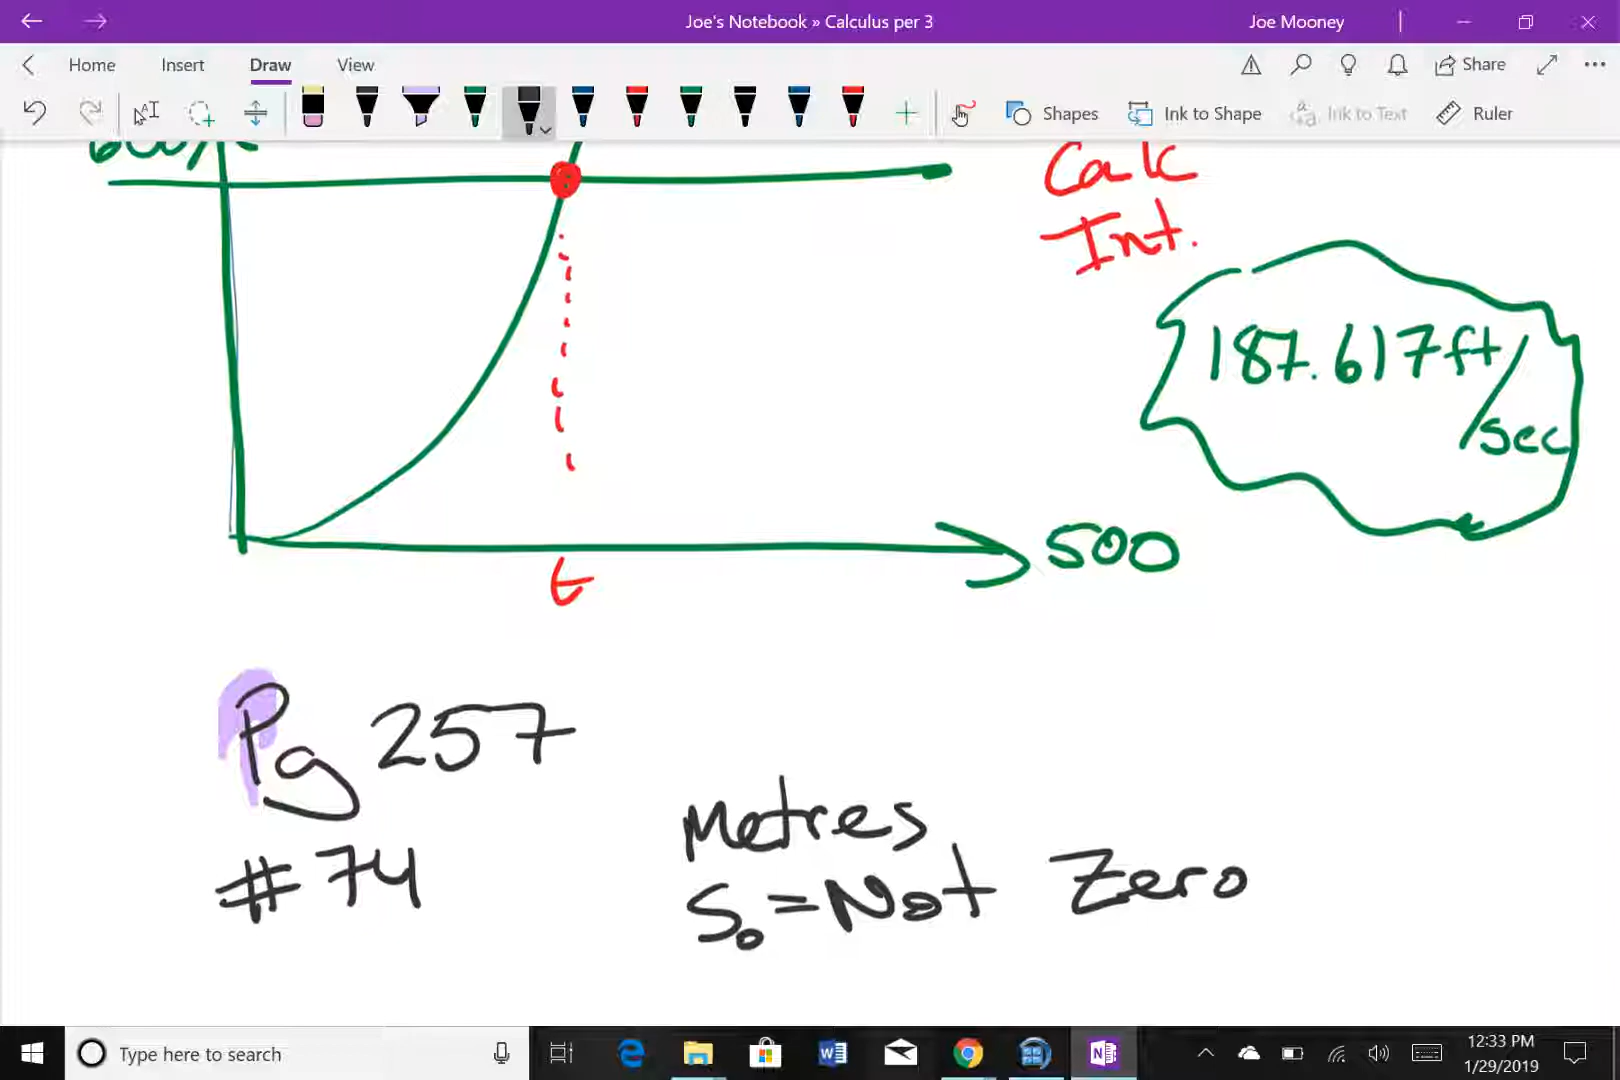 Joe's Notebook » Calculus per 3
Joe Mooney
Home
Insert
Draw
View
Share
Shapes
Ink to Shape
Ink to Text
Ruler
Calc
Int.
187.617ft/sec
500
t
Pg 257
#74
Metres
S₀ = Not Zero
Type here to search
12:33 PM
1/29/2019